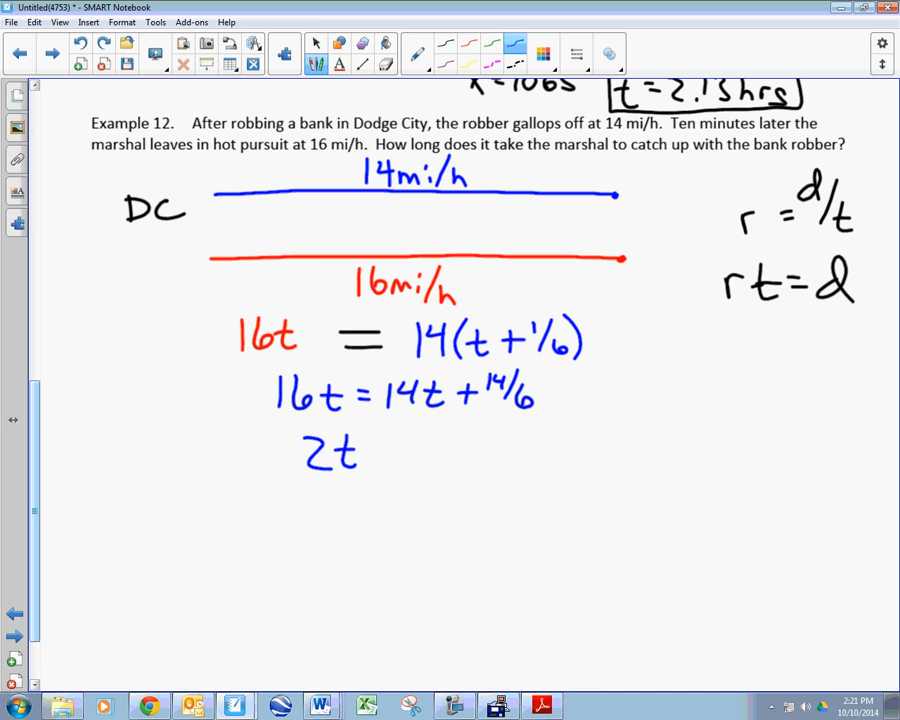 Untitled(4753) * - SMART Notebook
File Edit View Insert Format Tools Add-ons Help
t = 2.13 hrs
Example 12. After robbing a bank in Dodge City, the robber gallops off at 14 mi/h. Ten minutes later the
marshal leaves in hot pursuit at 16 mi/h. How long does it take the marshal to catch up with the bank robber?
14mi/h
DC
r = d/t
16mi/h
rt = d
16t = 14(t + 1/6)
16t = 14t + 14/6
2t
2:21 PM
10/10/2014